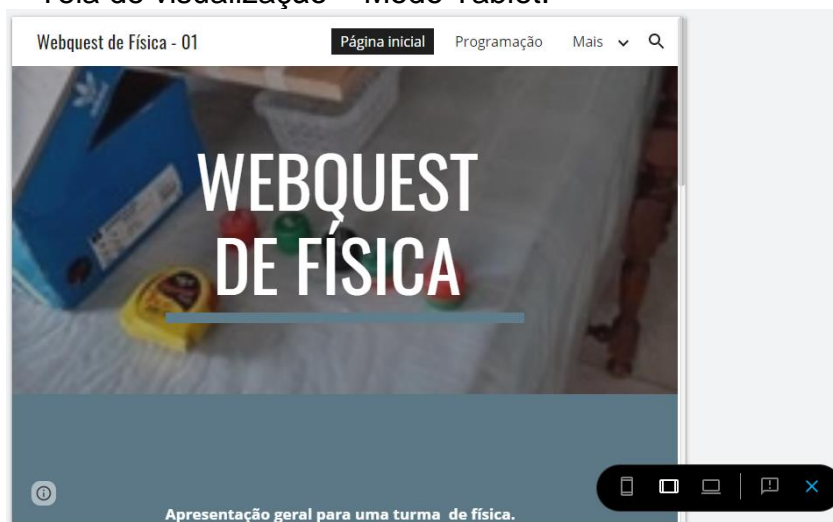 Tela de visualização – Modo Tablet.
Webquest de Física - 01 Página inicial Programação Mais
WEBQUEST
DE FÍSICA
Apresentação geral para uma turma de física.